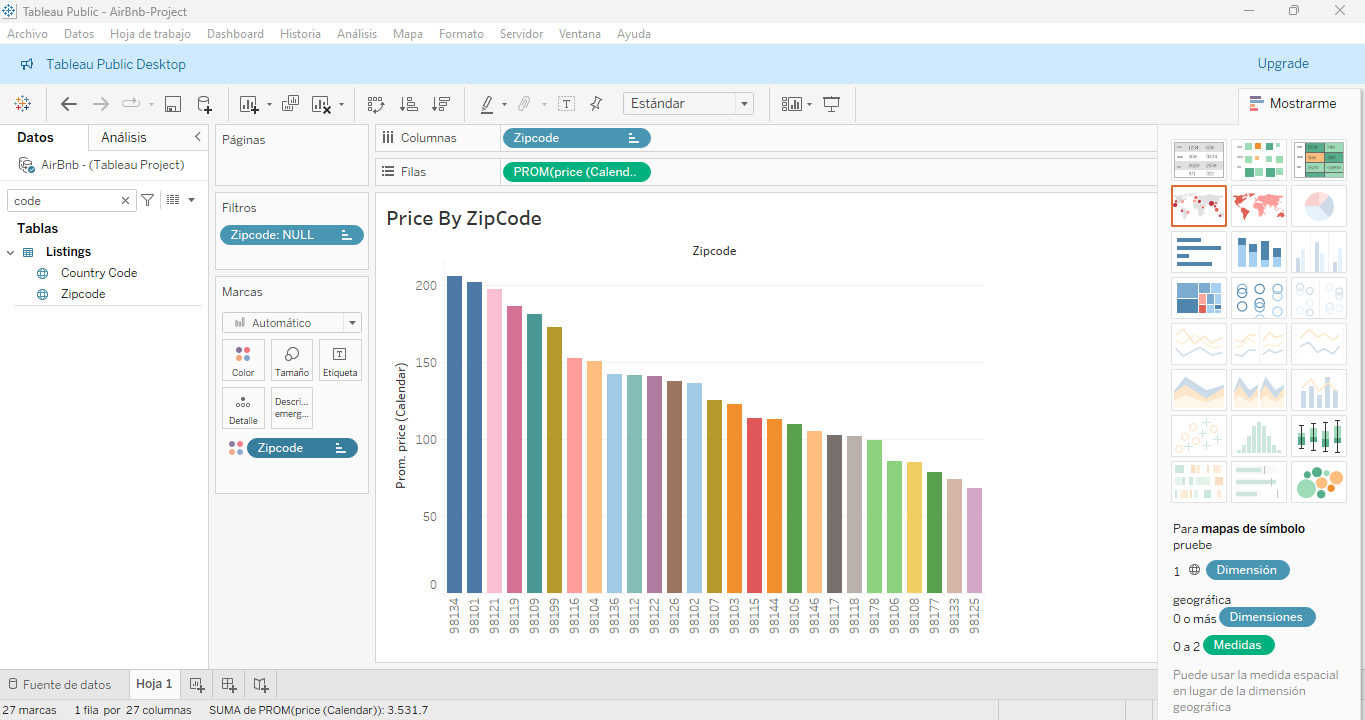 Tableau Public - AirBnb-Project
Archivo Datos Hoja de trabajo Dashboard Historia Análisis Mapa Formato Servidor Ventana Ayuda
Tableau Public Desktop
Upgrade
Estándar
Mostrarme
Datos
Análisis
AirBnb - (Tableau Project)
code
Tablas
Listings
Country Code
Zipcode
Páginas
Filtros
Zipcode: NULL
Marcas
Automático
Color
Tamaño
Etiqueta
Detalle
Descri...
emerg...
Zipcode
Columnas
Zipcode
Filas
PROM(price (Calend..
Price By ZipCode
Zipcode
Prom. price (Calendar)
200
150
100
50
0
98134
98101
98121
98119
98109
98199
98116
98104
98136
98112
98122
98126
98102
98107
98103
98115
98144
98105
98146
98117
98118
98178
98106
98108
98177
98133
98125
Para mapas de símbolo
pruebe
1 Dimensión
geográfica
0 o más Dimensiones
0 a 2 Medidas
Puede usar la medida espacial
en lugar de la dimensión
geográfica
Fuente de datos
Hoja 1
27 marcas 1 fila por 27 columnas SUMA de PROM(price (Calendar)): 3.531,7